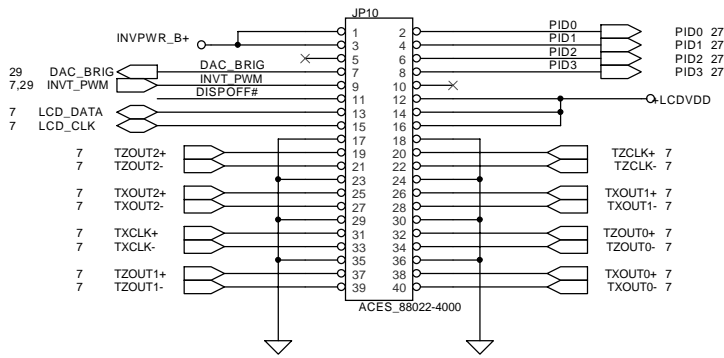 JP10
INVPWR_B+
1 2 PID0 PID0 27
3 4 PID1 PID1 27
5 6 PID2 PID2 27
29 DAC_BRIG DAC_BRIG 7 8 PID3 PID3 27
7,29 INVT_PWM INVT_PWM 9 10
DISPOFF# 11 12 +LCDVDD
7 LCD_DATA 13 14
7 LCD_CLK 15 16
17 18
7 TZOUT2+ 19 20 TZCLK+ 7
7 TZOUT2- 21 22 TZCLK- 7
23 24
7 TXOUT2+ 25 26 TXOUT1+ 7
7 TXOUT2- 27 28 TXOUT1- 7
29 30
7 TXCLK+ 31 32 TZOUT0+ 7
7 TXCLK- 33 34 TZOUT0- 7
35 36
7 TZOUT1+ 37 38 TXOUT0+ 7
7 TZOUT1- 39 40 TXOUT0- 7
ACES_88022-4000